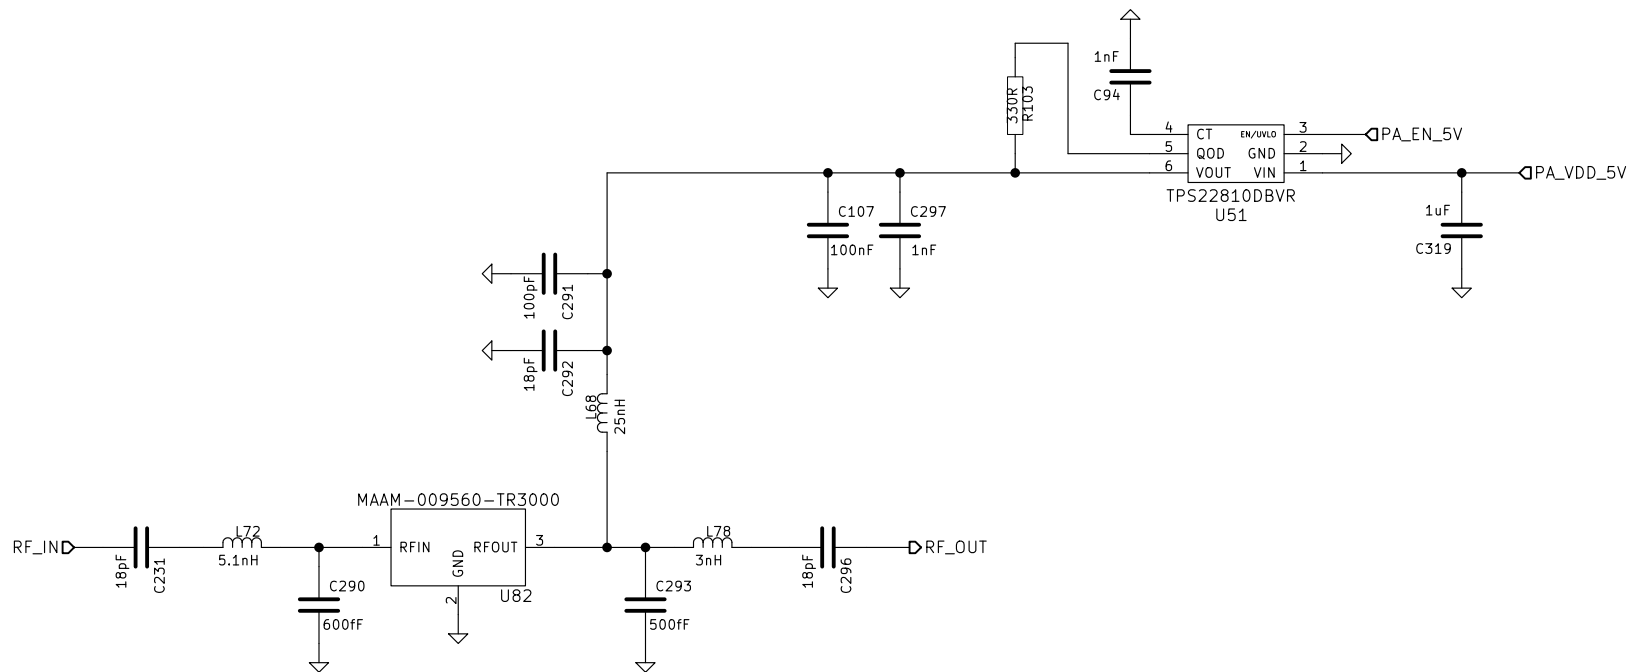 1nF
C94
330R
R103
4
CT
EN/UVLO
3
PA_EN_5V
5
QOD
GND
2
6
VOUT
VIN
1
PA_VDD_5V
TPS22810DBVR
U51
C107
100nF
C297
1nF
1uF
C319
100pF
C291
18pF
C292
L68
25nH
MAAM-009560-TR3000
RF_IN
18pF
C231
L72
5.1nH
1
RFIN
RFOUT
3
GND
2
U82
C290
600fF
L78
3nH
C293
500fF
18pF
C296
RF_OUT